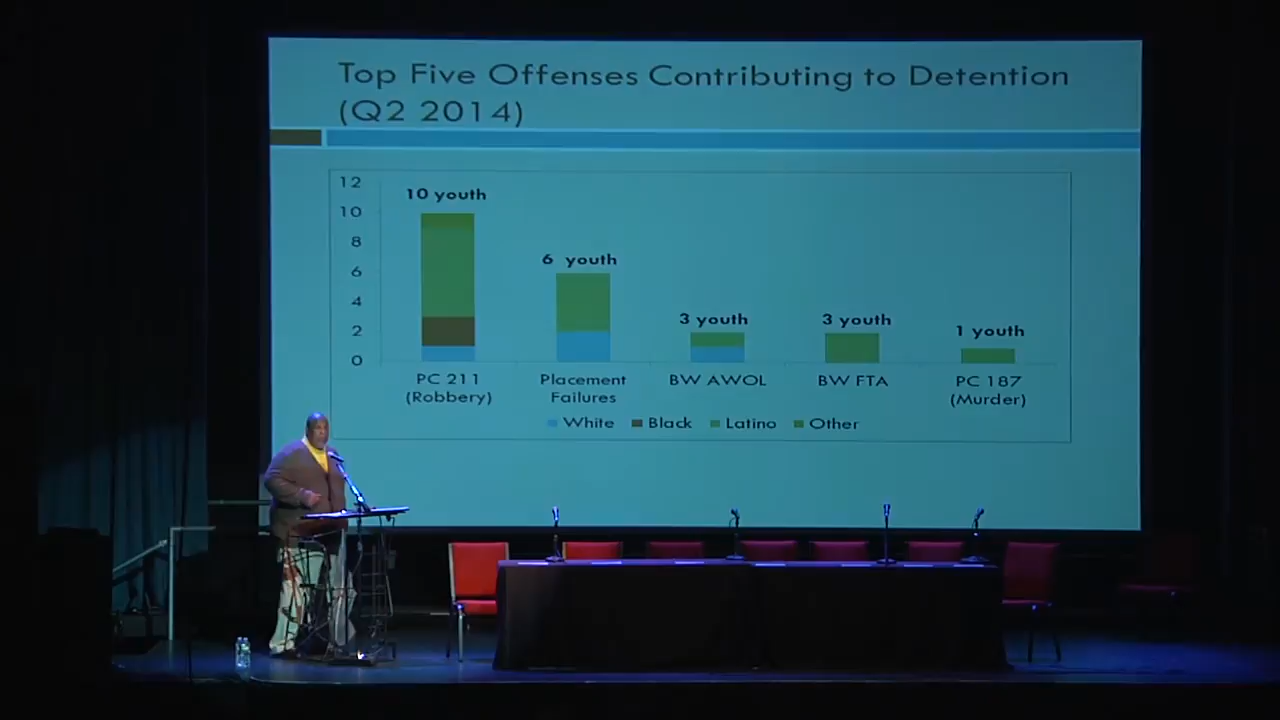 Top Five Offenses Contributing to Detention
(Q2 2014)
12
10
8
6
4
2
0
10 youth
6 youth
3 youth
3 youth
1 youth
PC 211
(Robbery)
Placement
Failures
BW AWOL
BW FTA
PC 187
(Murder)
White
Black
Latino
Other